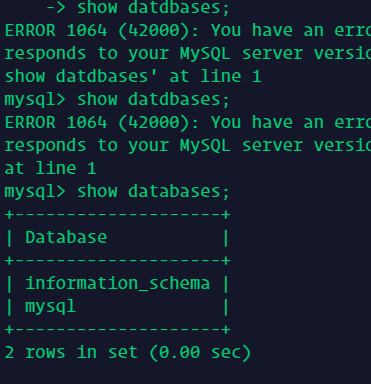 -> show datdbases;
ERROR 1064 (42000): You have an erro
responds to your MySQL server versio
show datdbases' at line 1
mysql> show datdbases;
ERROR 1064 (42000): You have an erro
responds to your MySQL server versio
at line 1
mysql> show databases;
+--------------------+
| Database           |
+--------------------+
| information_schema |
| mysql              |
+--------------------+
2 rows in set (0.00 sec)